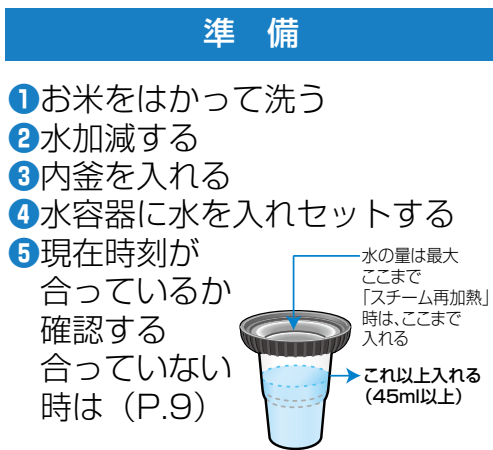 準 備
❶お米をはかって洗う
❷水加減する
❸内釜を入れる
❹水容器に水を入れセットする
❺現在時刻が
合っているか
確認する
合っていない
時は（P.9）
水の量は最大
ここまで
「スチーム再加熱」
時は、ここまで
入れる
これ以上入れる
（45ml以上）